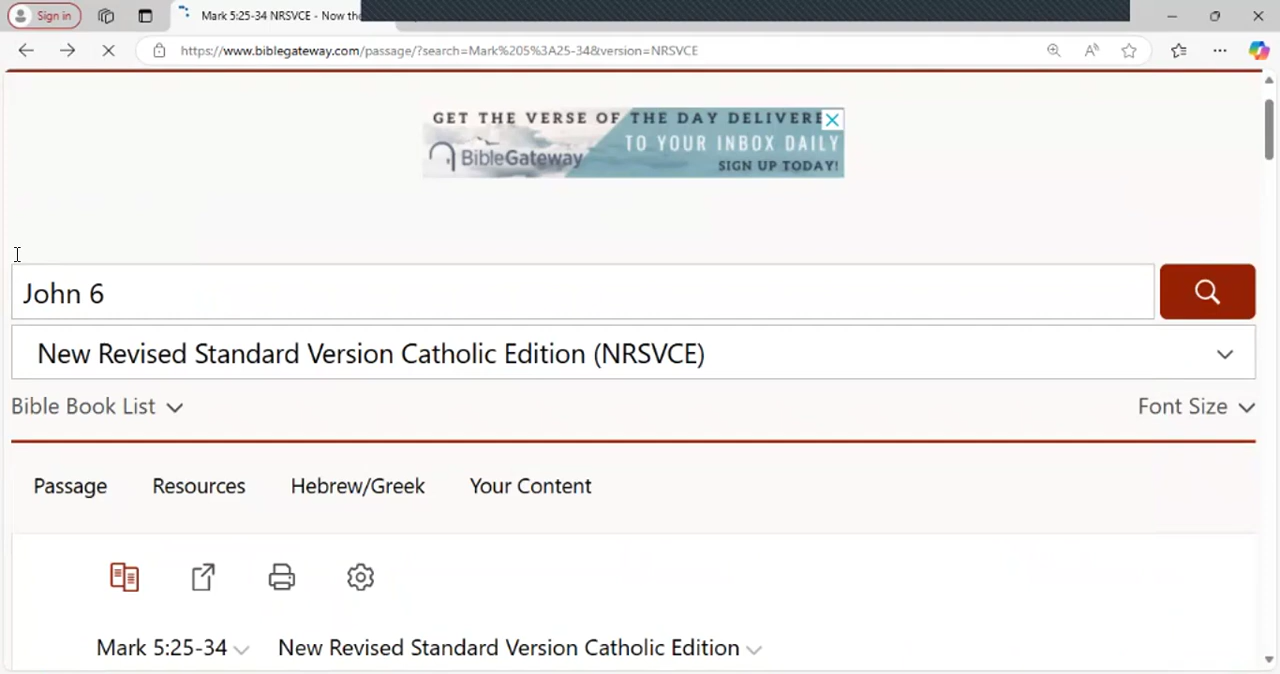 Sign in
Mark 5:25-34 NRSVCE - Now the
https://www.biblegateway.com/passage/?search=Mark%205%3A25-34&version=NRSVCE
GET THE VERSE OF THE DAY DELIVERE
TO YOUR INBOX DAILY
BibleGateway
SIGN UP TODAY!
John 6
New Revised Standard Version Catholic Edition (NRSVCE)
Bible Book List
Font Size
Passage Resources Hebrew/Greek Your Content
Mark 5:25-34 New Revised Standard Version Catholic Edition